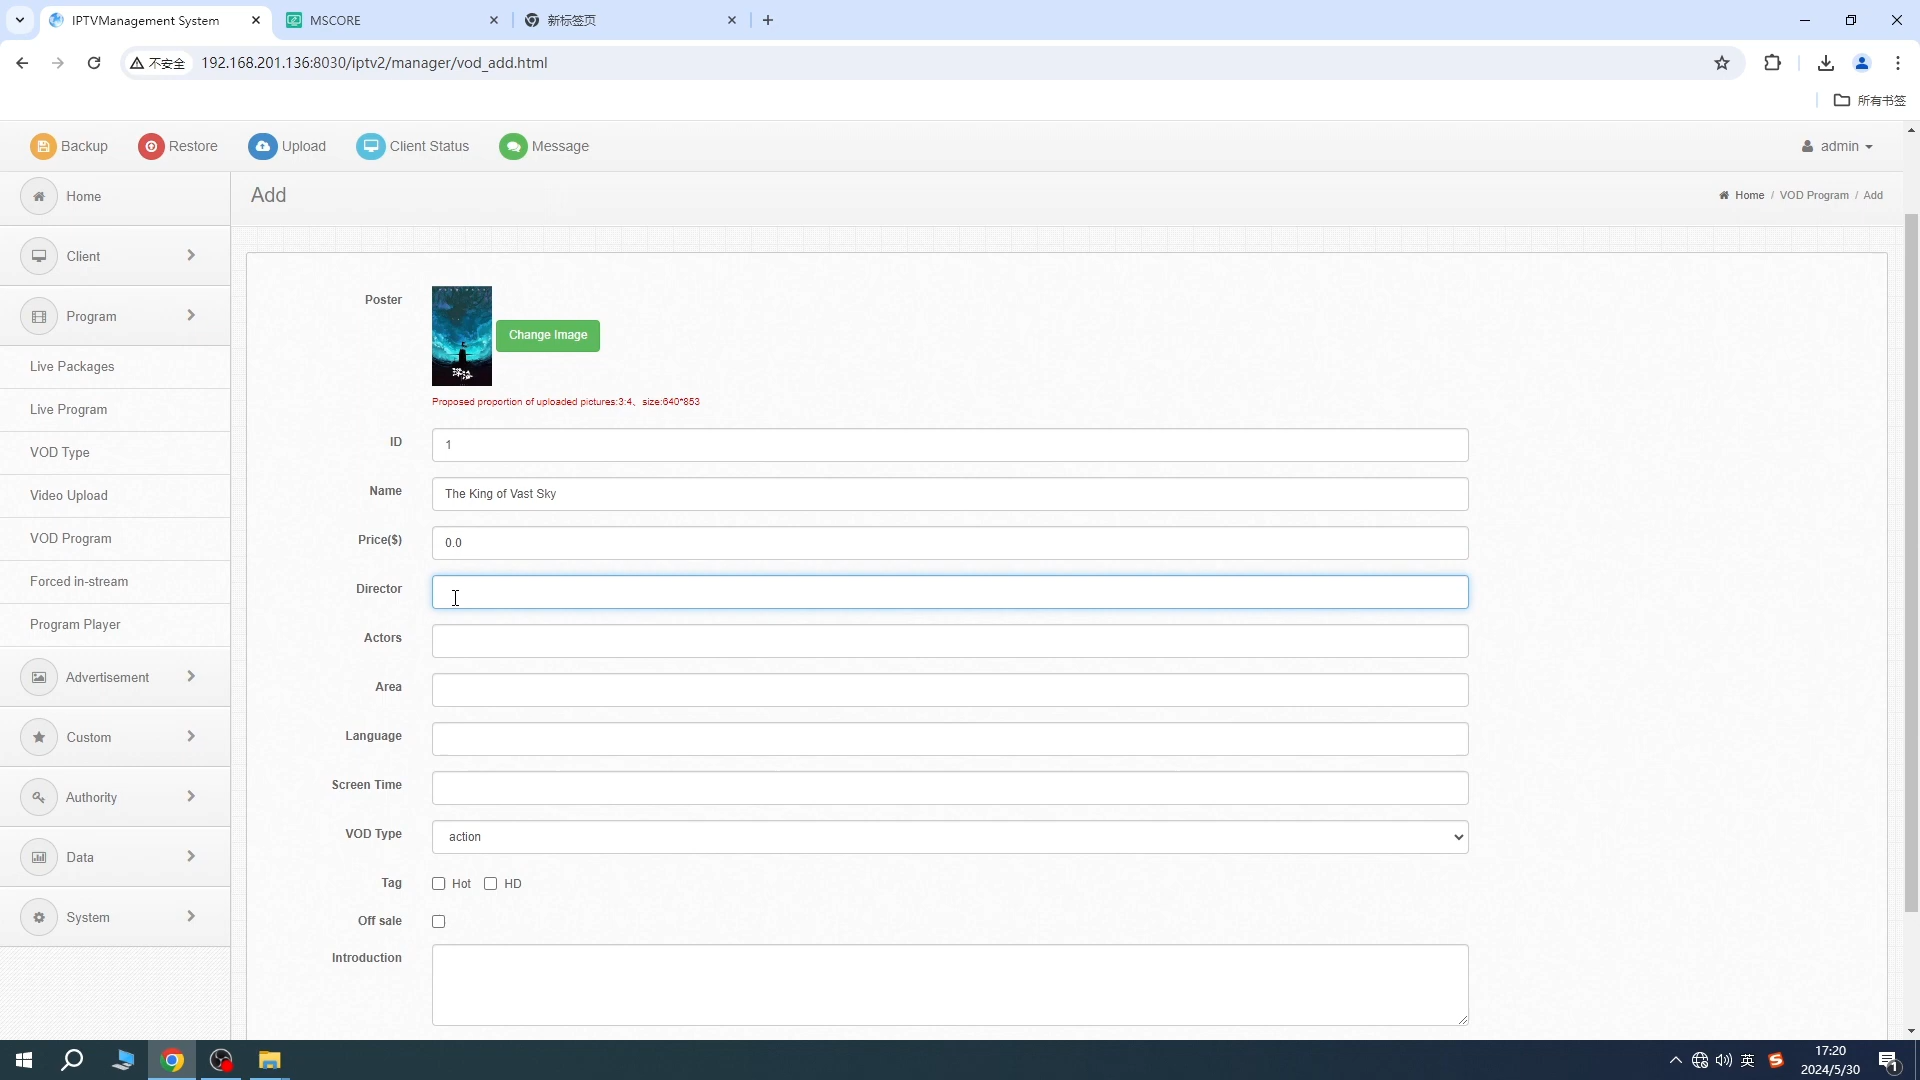 IPTVManagement System
MSCORE
新标签页
不安全
192.168.201.136:8030/iptv2/manager/vod_add.html
所有书签
Backup
Restore
Upload
Client Status
Message
admin
Home
Add
Home / VOD Program / Add
Client
Program
Live Packages
Live Program
VOD Type
Video Upload
VOD Program
Forced in-stream
Program Player
Advertisement
Custom
Authority
Data
System
Poster
深海
Change Image
Proposed proportion of uploaded pictures:3:4、size:640*853
ID
1
Name
The King of Vast Sky
Price($)
0.0
Director
Actors
Area
Language
Screen Time
VOD Type
action
Tag
Hot
HD
Off sale
Introduction
英
17:20
2024/5/30
1